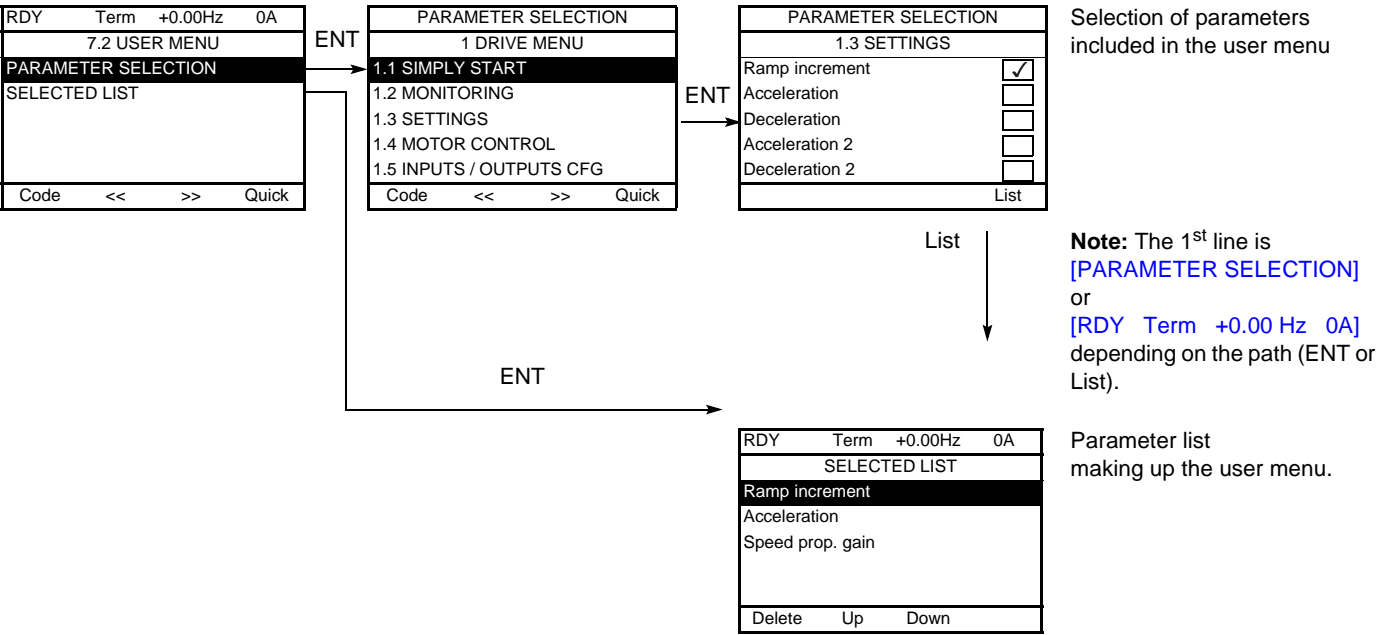 RDY Term +0.00Hz 0A
7.2 USER MENU
PARAMETER SELECTION
SELECTED LIST
Code << >> Quick
ENT
PARAMETER SELECTION
1 DRIVE MENU
1.1 SIMPLY START
1.2 MONITORING
1.3 SETTINGS
1.4 MOTOR CONTROL
1.5 INPUTS / OUTPUTS CFG
Code << >> Quick
ENT
PARAMETER SELECTION
1.3 SETTINGS
Ramp increment ✓
Acceleration
Deceleration
Acceleration 2
Deceleration 2
List
Selection of parameters
included in the user menu
List
Note: The 1st line is
[PARAMETER SELECTION]
or
[RDY Term +0.00 Hz 0A]
depending on the path (ENT or
List).
ENT
RDY Term +0.00Hz 0A
SELECTED LIST
Ramp increment
Acceleration
Speed prop. gain
Delete Up Down
Parameter list
making up the user menu.